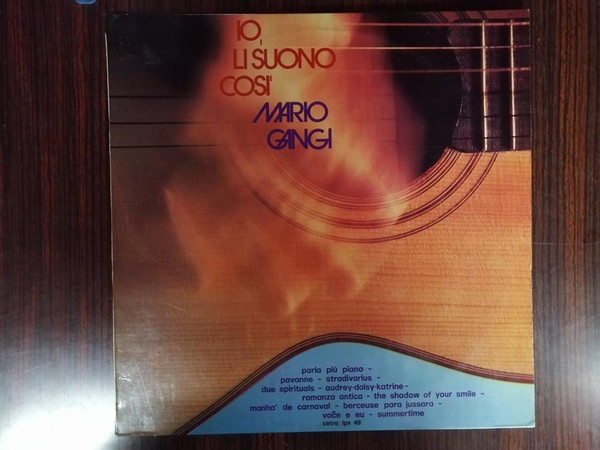 IO,
LI SUONO
COSI'
MARIO
GANGI
parla più piano -
pavanne - stradivarius -
due spirituals - audrey-daisy-katrine -
romanza antica - the shadow of your smile -
manha' de carnaval - berceuse para jussara -
voče e eu - summertime
cetra lpx 49